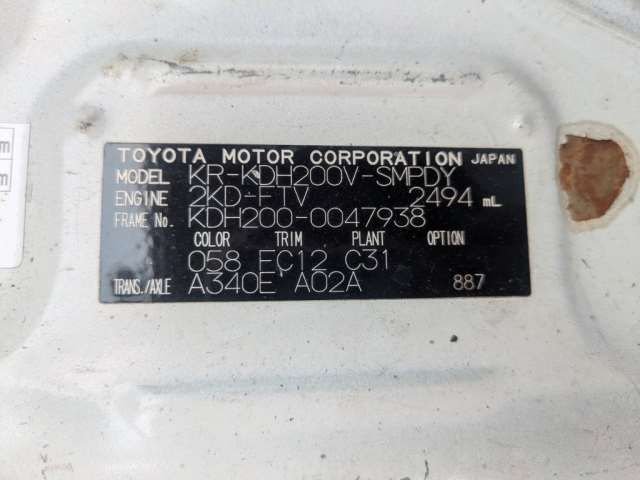 TOYOTA MOTOR CORPORATION JAPAN
MODEL KR-KDH200V-SMPDY
ENGINE 2KD-FTV 2494 mL
FRAME No. KDH200-0047938
COLOR TRIM PLANT OPTION
058 FC12 C31
TRANS./AXLE A340E A02A 887
m
m